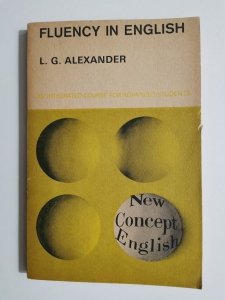 FLUENCY IN ENGLISH
L. G. ALEXANDER
AN INTEGRATED COURSE FOR ADVANCED STUDENTS
New
Concept
English